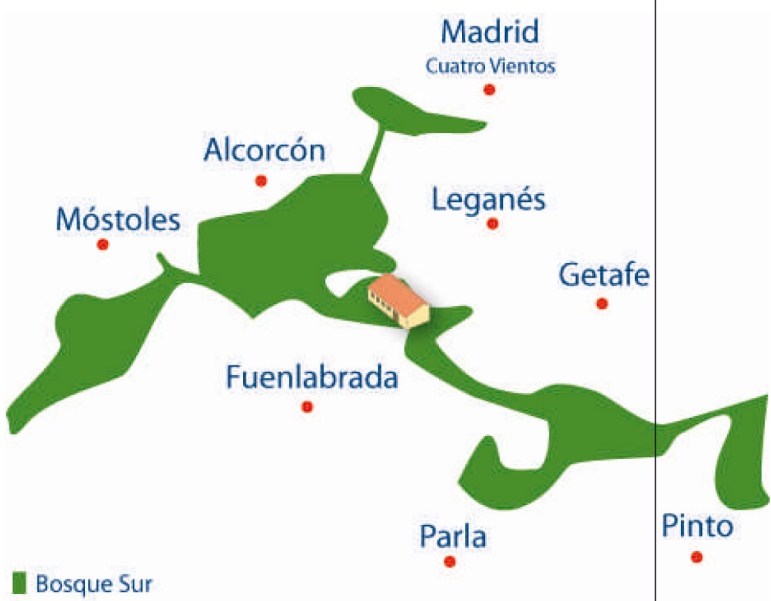 Madrid
Cuatro Vientos
Alcorcón
Leganés
Móstoles
Getafe
Fuenlabrada
Parla
Pinto
Bosque Sur